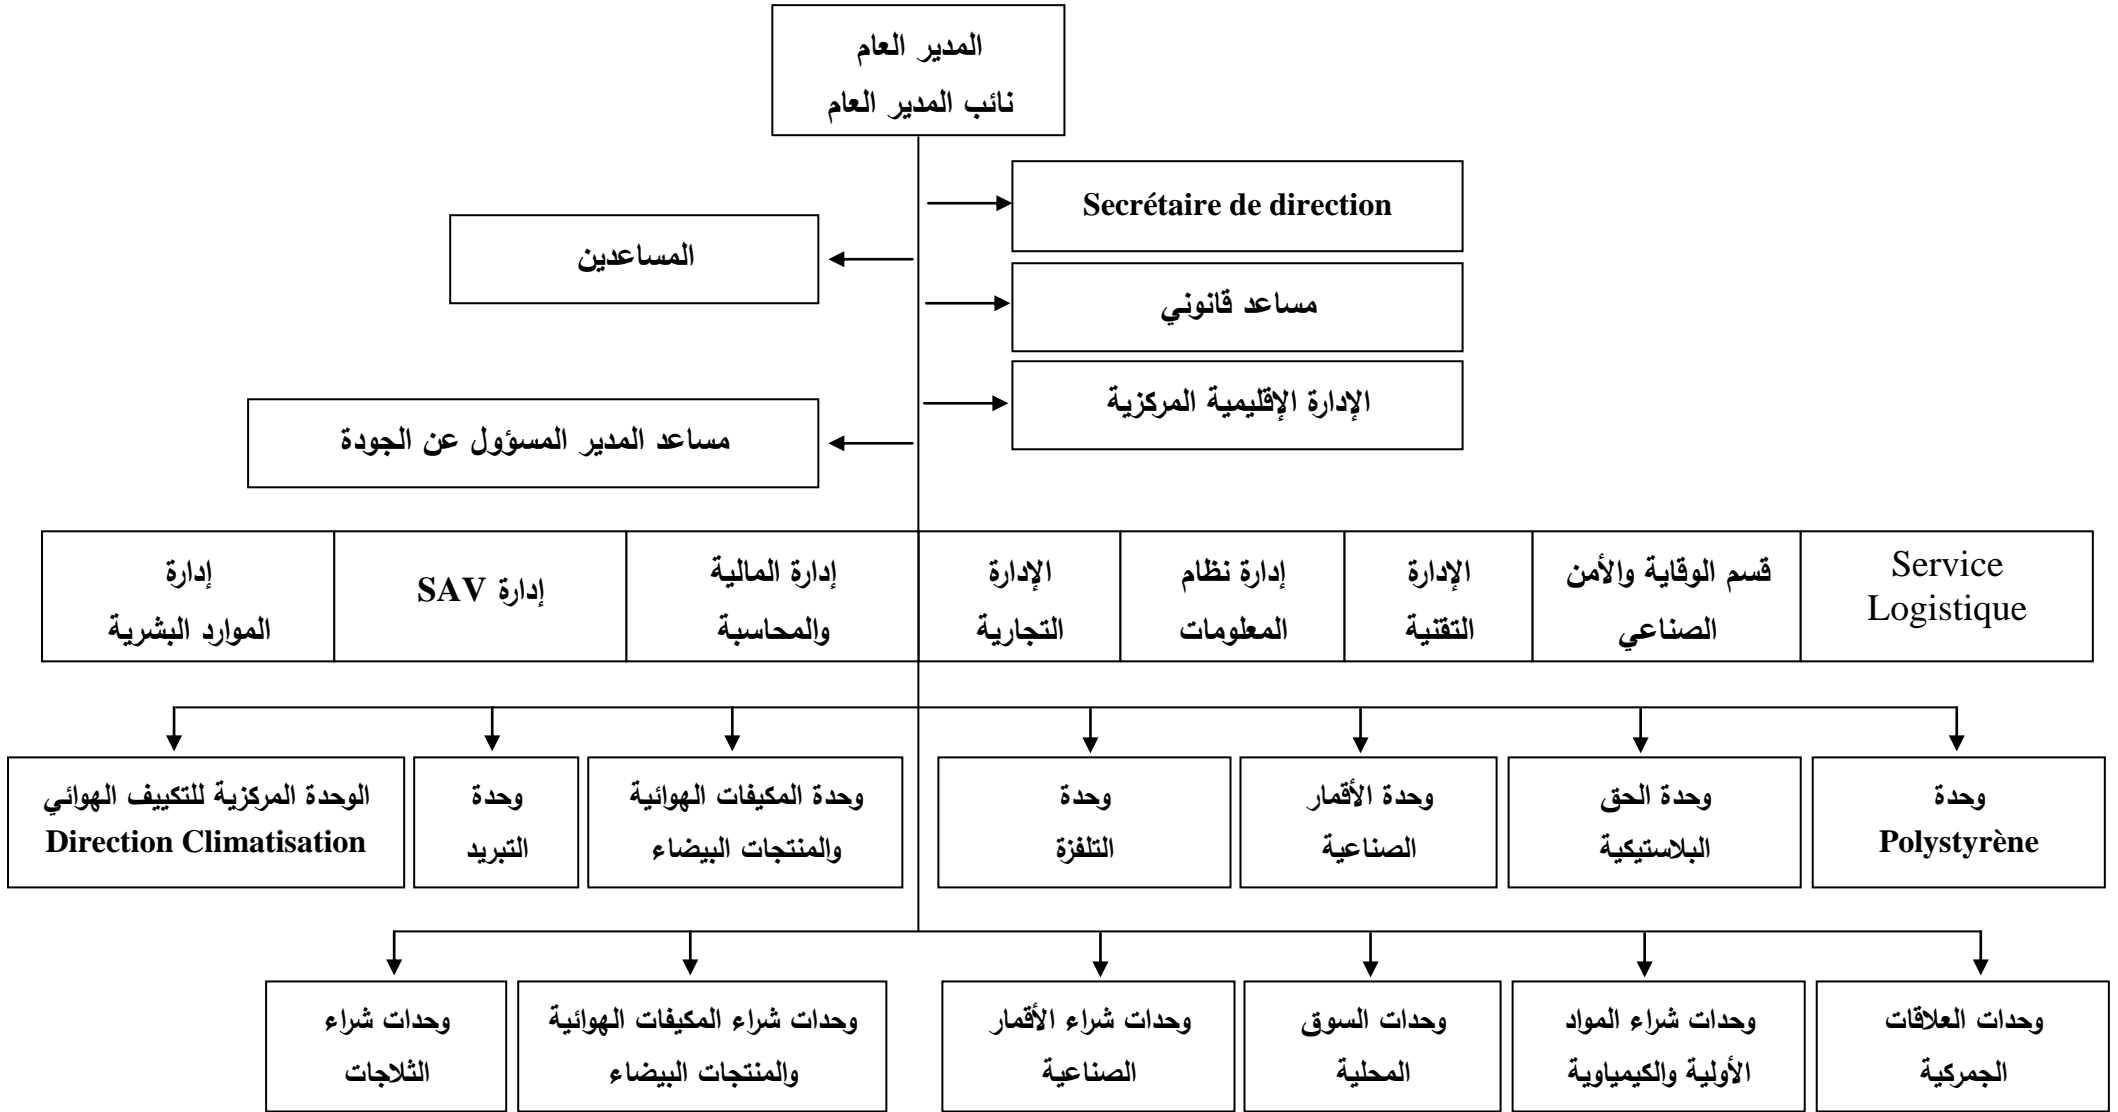 المدير العام
نائب المدير العام
Secrétaire de direction
المساعدين
مساعد قانوني
الإدارة الإقليمية المركزية
مساعد المدير المسؤول عن الجودة
Service
Logistique
قسم الوقاية والأمن
الصناعي
الإدارة
التقنية
إدارة نظام
المعلومات
الإدارة
التجارية
إدارة المالية
والمحاسبة
إدارة SAV
إدارة
الموارد البشرية
وحدة
Polystyrène
وحدة الحق
البلاستيكية
وحدة الأقمار
الصناعية
وحدة
التلفزة
وحدة المكيفات الهوائية
والمنتجات البيضاء
وحدة
التبريد
الوحدة المركزية للتكييف الهوائي
Direction Climatisation
وحدات العلاقات
الجمركية
وحدات شراء المواد
الأولية والكيمياوية
وحدات السوق
المحلية
وحدات شراء الأقمار
الصناعية
وحدات شراء المكيفات الهوائية
والمنتجات البيضاء
وحدات شراء
الثلاجات